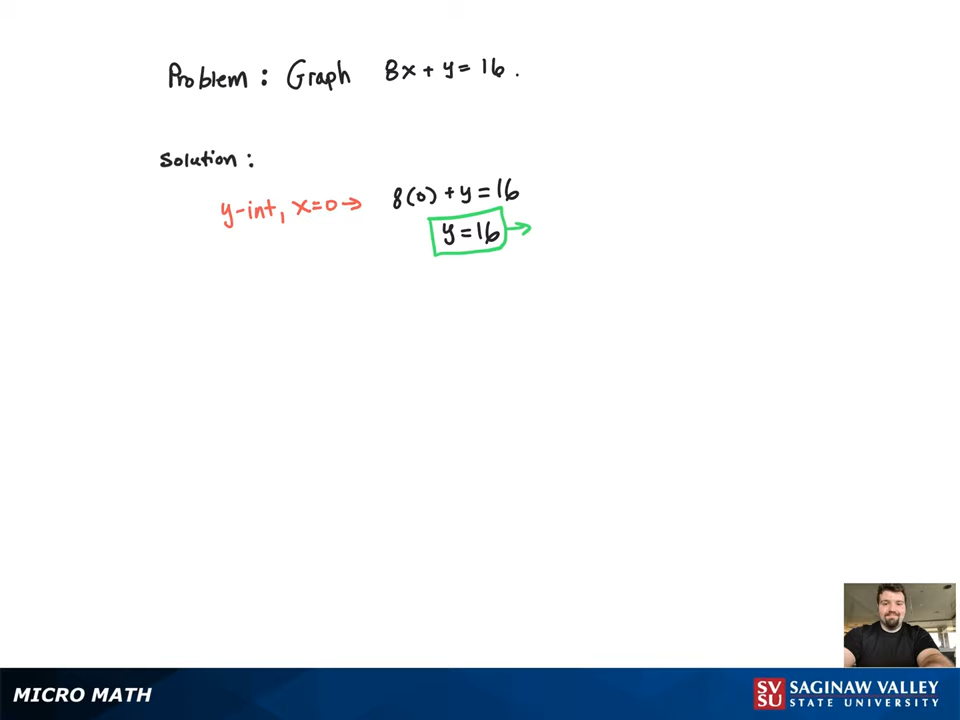 Problem : Graph 8x + y = 16 .
Solution :
y-int, x=0 → 8(0) + y = 16
y = 16 →
MICRO MATH
SV
SU
SAGINAW VALLEY
STATE UNIVERSITY